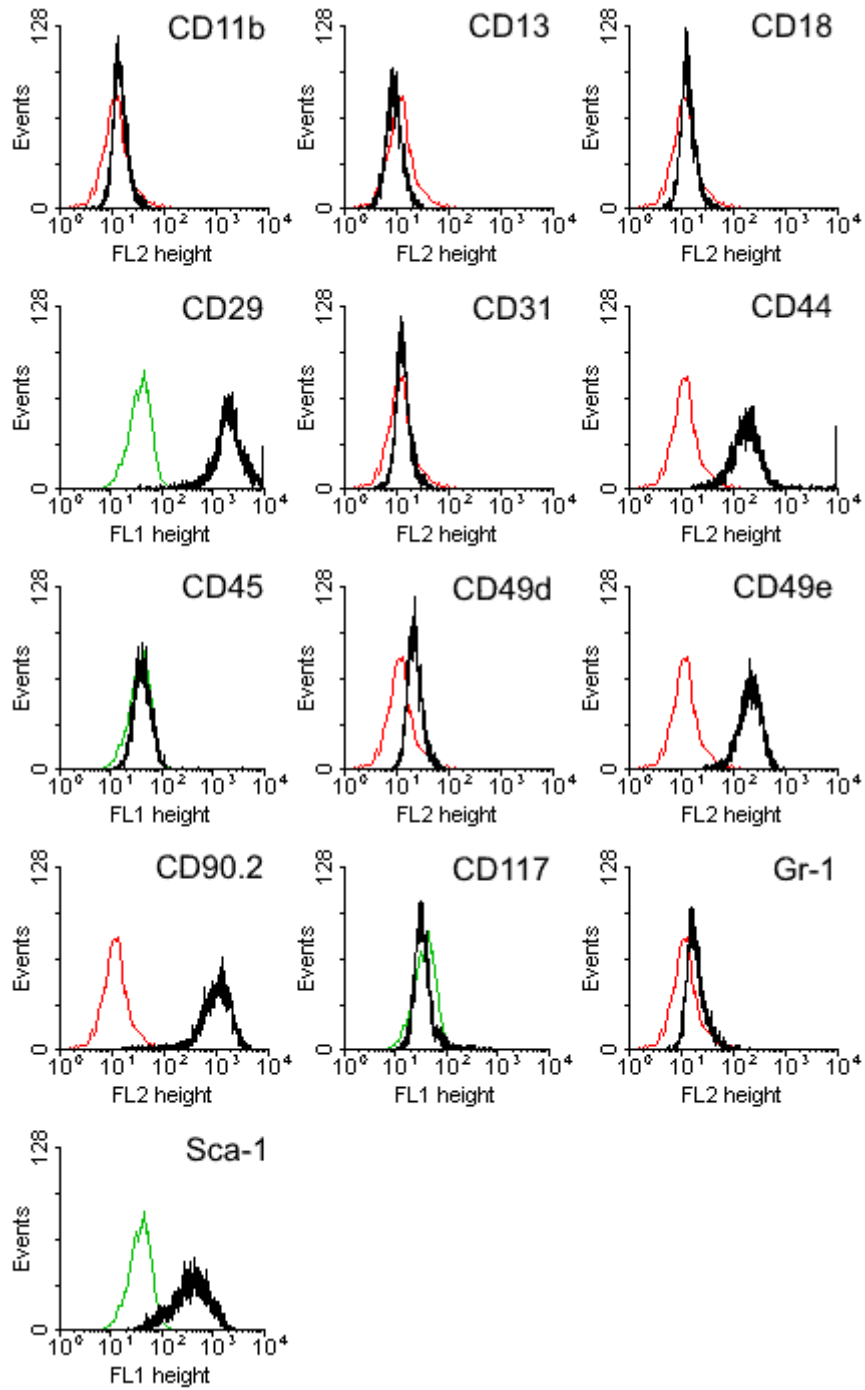 CD11b
128
Events
0
10⁰ 10¹ 10² 10³ 10⁴
FL2 height
CD13
128
Events
0
10⁰ 10¹ 10² 10³ 10⁴
FL2 height
CD18
128
Events
0
10⁰ 10¹ 10² 10³ 10⁴
FL2 height
CD29
128
Events
0
10⁰ 10¹ 10² 10³ 10⁴
FL1 height
CD31
128
Events
0
10⁰ 10¹ 10² 10³ 10⁴
FL2 height
CD44
128
Events
0
10⁰ 10¹ 10² 10³ 10⁴
FL2 height
CD45
128
Events
0
10⁰ 10¹ 10² 10³ 10⁴
FL1 height
CD49d
128
Events
0
10⁰ 10¹ 10² 10³ 10⁴
FL2 height
CD49e
128
Events
0
10⁰ 10¹ 10² 10³ 10⁴
FL2 height
CD90.2
128
Events
0
10⁰ 10¹ 10² 10³ 10⁴
FL2 height
CD117
128
Events
0
10⁰ 10¹ 10² 10³ 10⁴
FL1 height
Gr-1
128
Events
0
10⁰ 10¹ 10² 10³ 10⁴
FL2 height
Sca-1
128
Events
0
10⁰ 10¹ 10² 10³ 10⁴
FL1 height